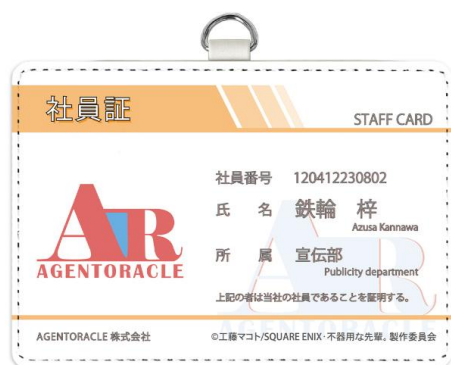 社員証
STAFF CARD
社員番号 120412230802
氏 名 鉄輪 梓
Azusa Kannawa
所 属 宣伝部
Publicity department
上記の者は当社の社員であることを証明する。
AR
AGENTORACLE
AGENTORACLE 株式会社
©工藤マコト/SQUARE ENIX・不器用な先輩。製作委員会